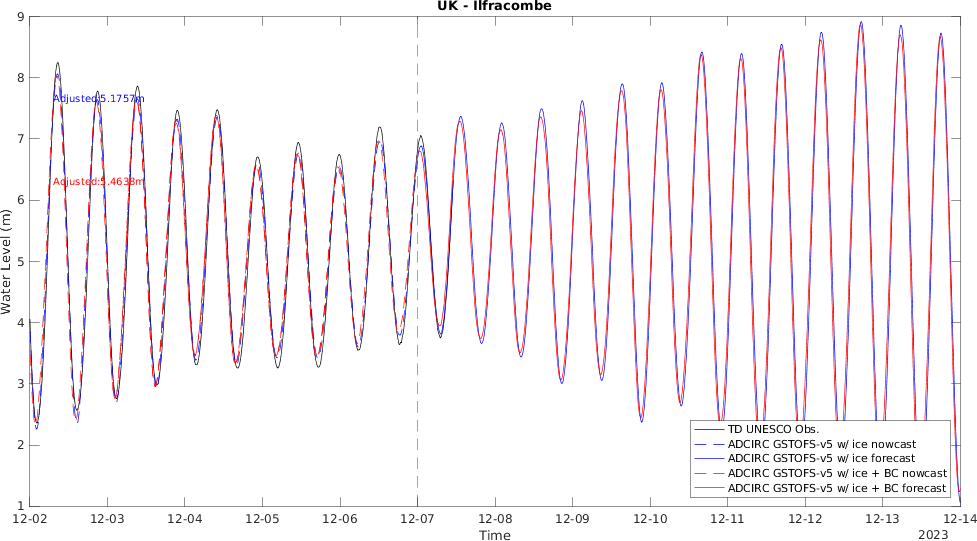 UK - Ilfracombe
9
8
7
6
5
4
3
2
1
Water Level (m)
Adjusted:5.1757m
Adjusted:5.4638m
TD UNESCO Obs.
ADCIRC GSTOFS-v5 w/ ice nowcast
ADCIRC GSTOFS-v5 w/ ice forecast
ADCIRC GSTOFS-v5 w/ ice + BC nowcast
ADCIRC GSTOFS-v5 w/ ice + BC forecast
12-02 12-03 12-04 12-05 12-06 12-07 12-08 12-09 12-10 12-11 12-12 12-13 12-14
Time
2023